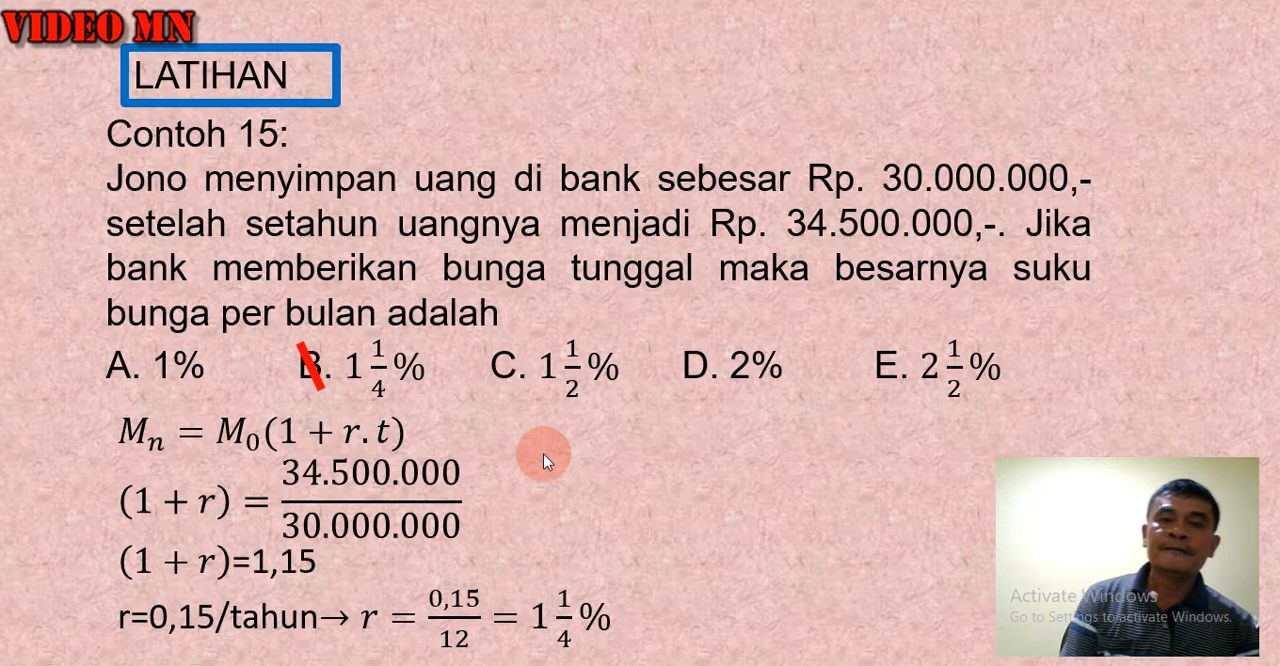 VIDEO MN
LATIHAN
Contoh 15:
Jono menyimpan uang di bank sebesar Rp. 30.000.000,-
setelah setahun uangnya menjadi Rp. 34.500.000,-. Jika
bank memberikan bunga tunggal maka besarnya suku
bunga per bulan adalah
A. 1% B. 1 1/4 % C. 1 1/2 % D. 2% E. 2 1/2 %
Mₙ = M₀(1 + r. t)
(1 + r) = 34.500.000/30.000.000
(1 + r)=1,15
r=0,15/tahun→ r = 0,15/12 = 1 1/4 %
Activate Windows
Go to Settings to activate Windows.